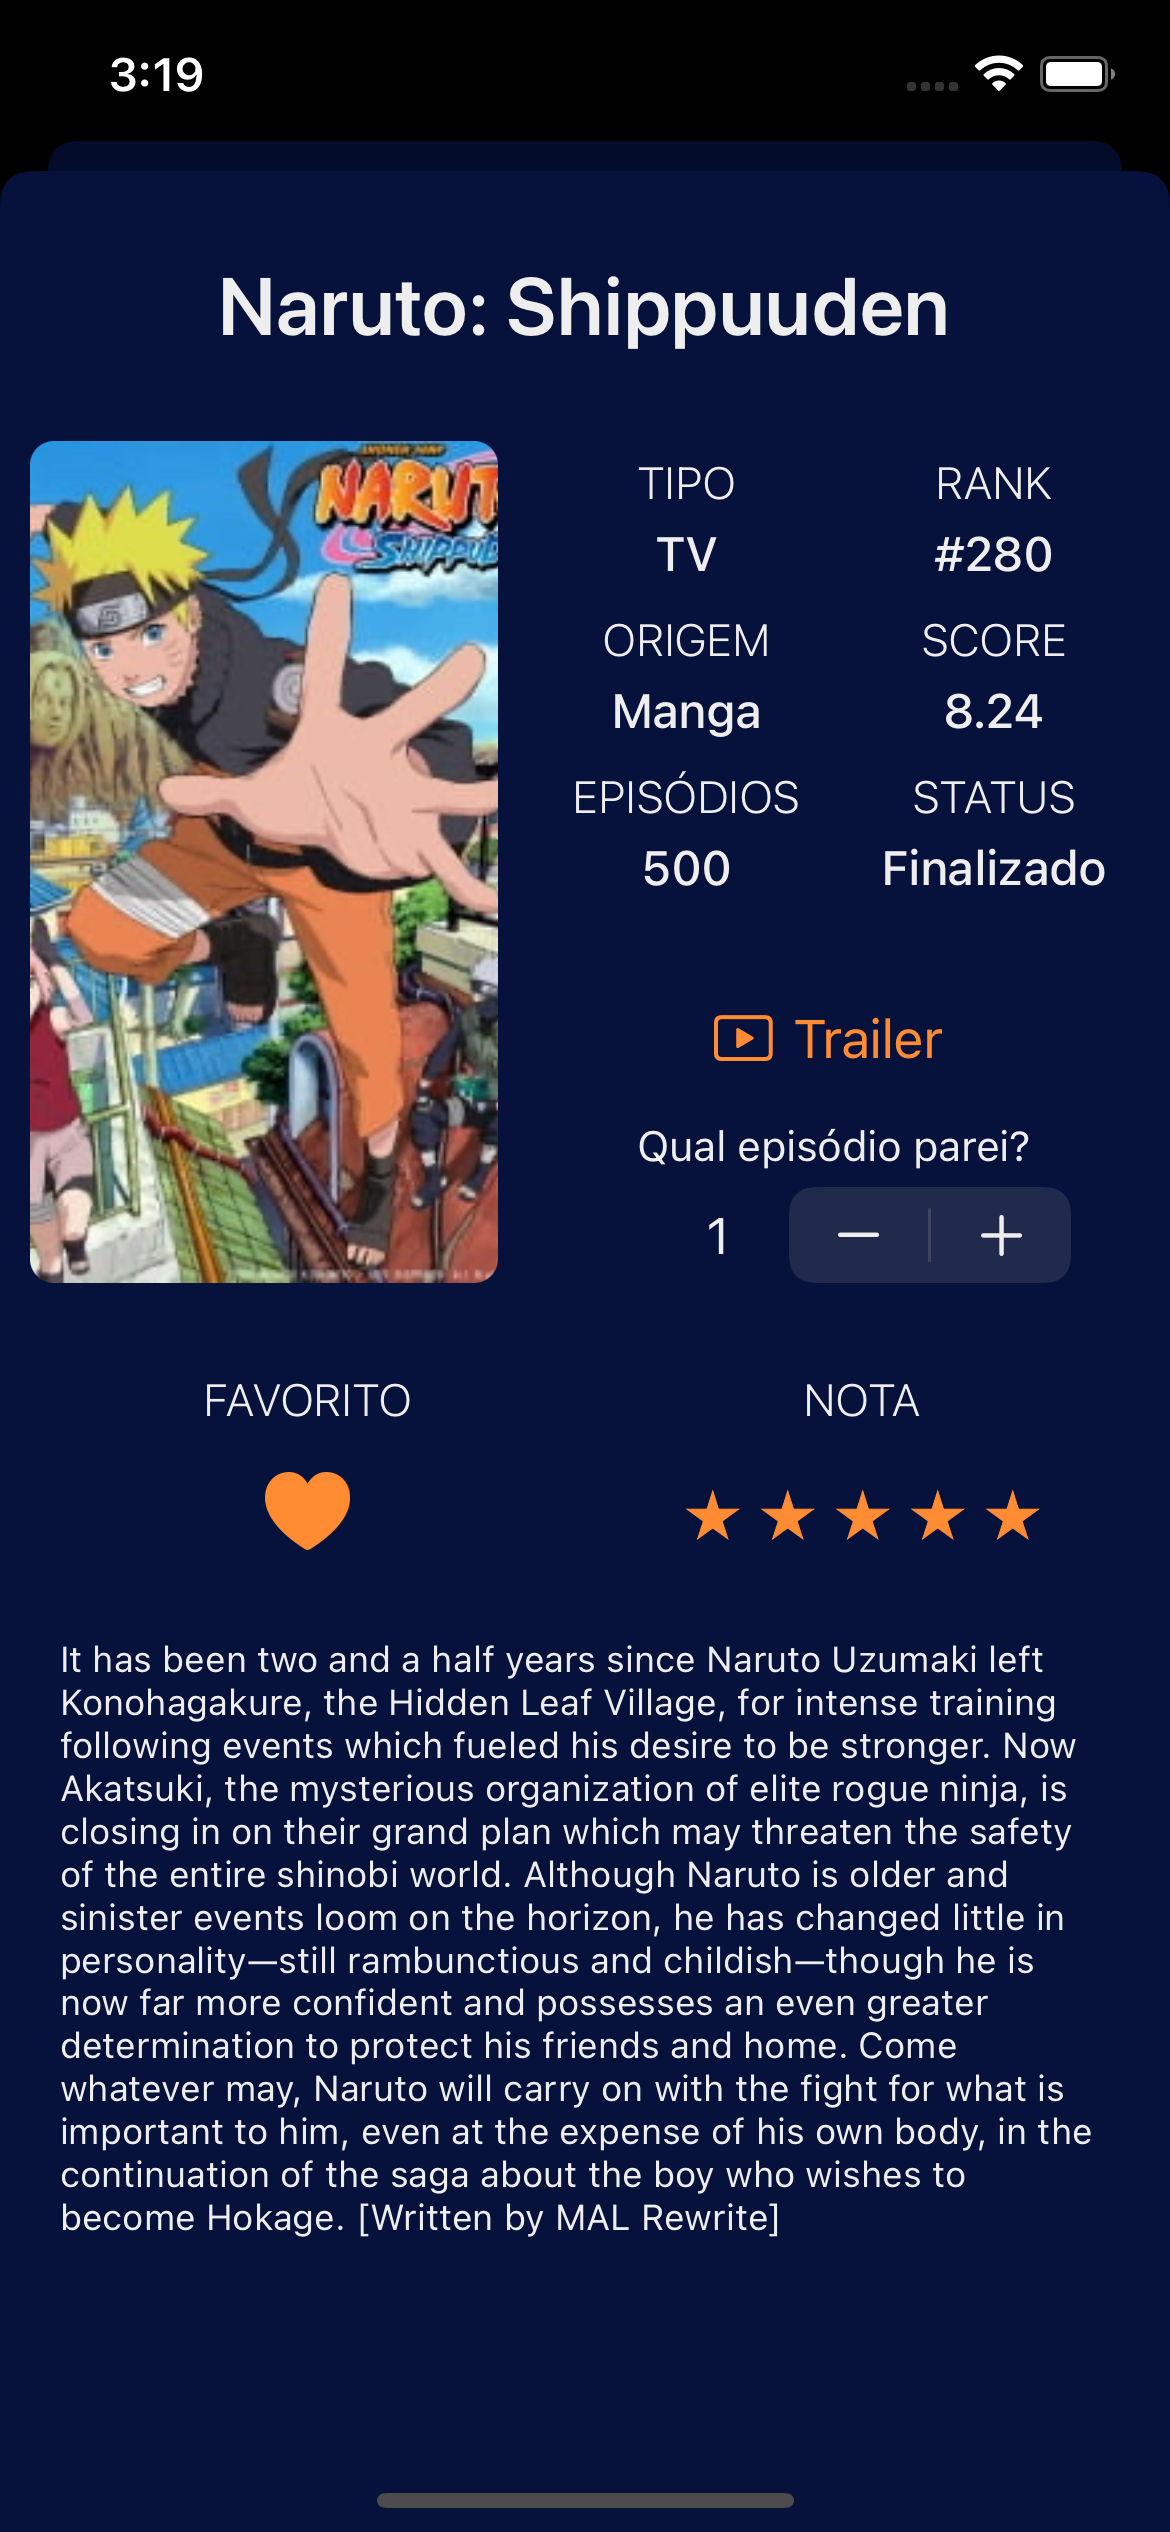 3:19
Naruto: Shippuuden
NARUT
SHIPPUD
TIPO
RANK
TV
#280
ORIGEM
SCORE
Manga
8.24
EPISÓDIOS
STATUS
500
Finalizado
Trailer
Qual episódio parei?
1
FAVORITO
NOTA
It has been two and a half years since Naruto Uzumaki left
Konohagakure, the Hidden Leaf Village, for intense training
following events which fueled his desire to be stronger. Now
Akatsuki, the mysterious organization of elite rogue ninja, is
closing in on their grand plan which may threaten the safety
of the entire shinobi world. Although Naruto is older and
sinister events loom on the horizon, he has changed little in
personality—still rambunctious and childish—though he is
now far more confident and possesses an even greater
determination to protect his friends and home. Come
whatever may, Naruto will carry on with the fight for what is
important to him, even at the expense of his own body, in the
continuation of the saga about the boy who wishes to
become Hokage. [Written by MAL Rewrite]